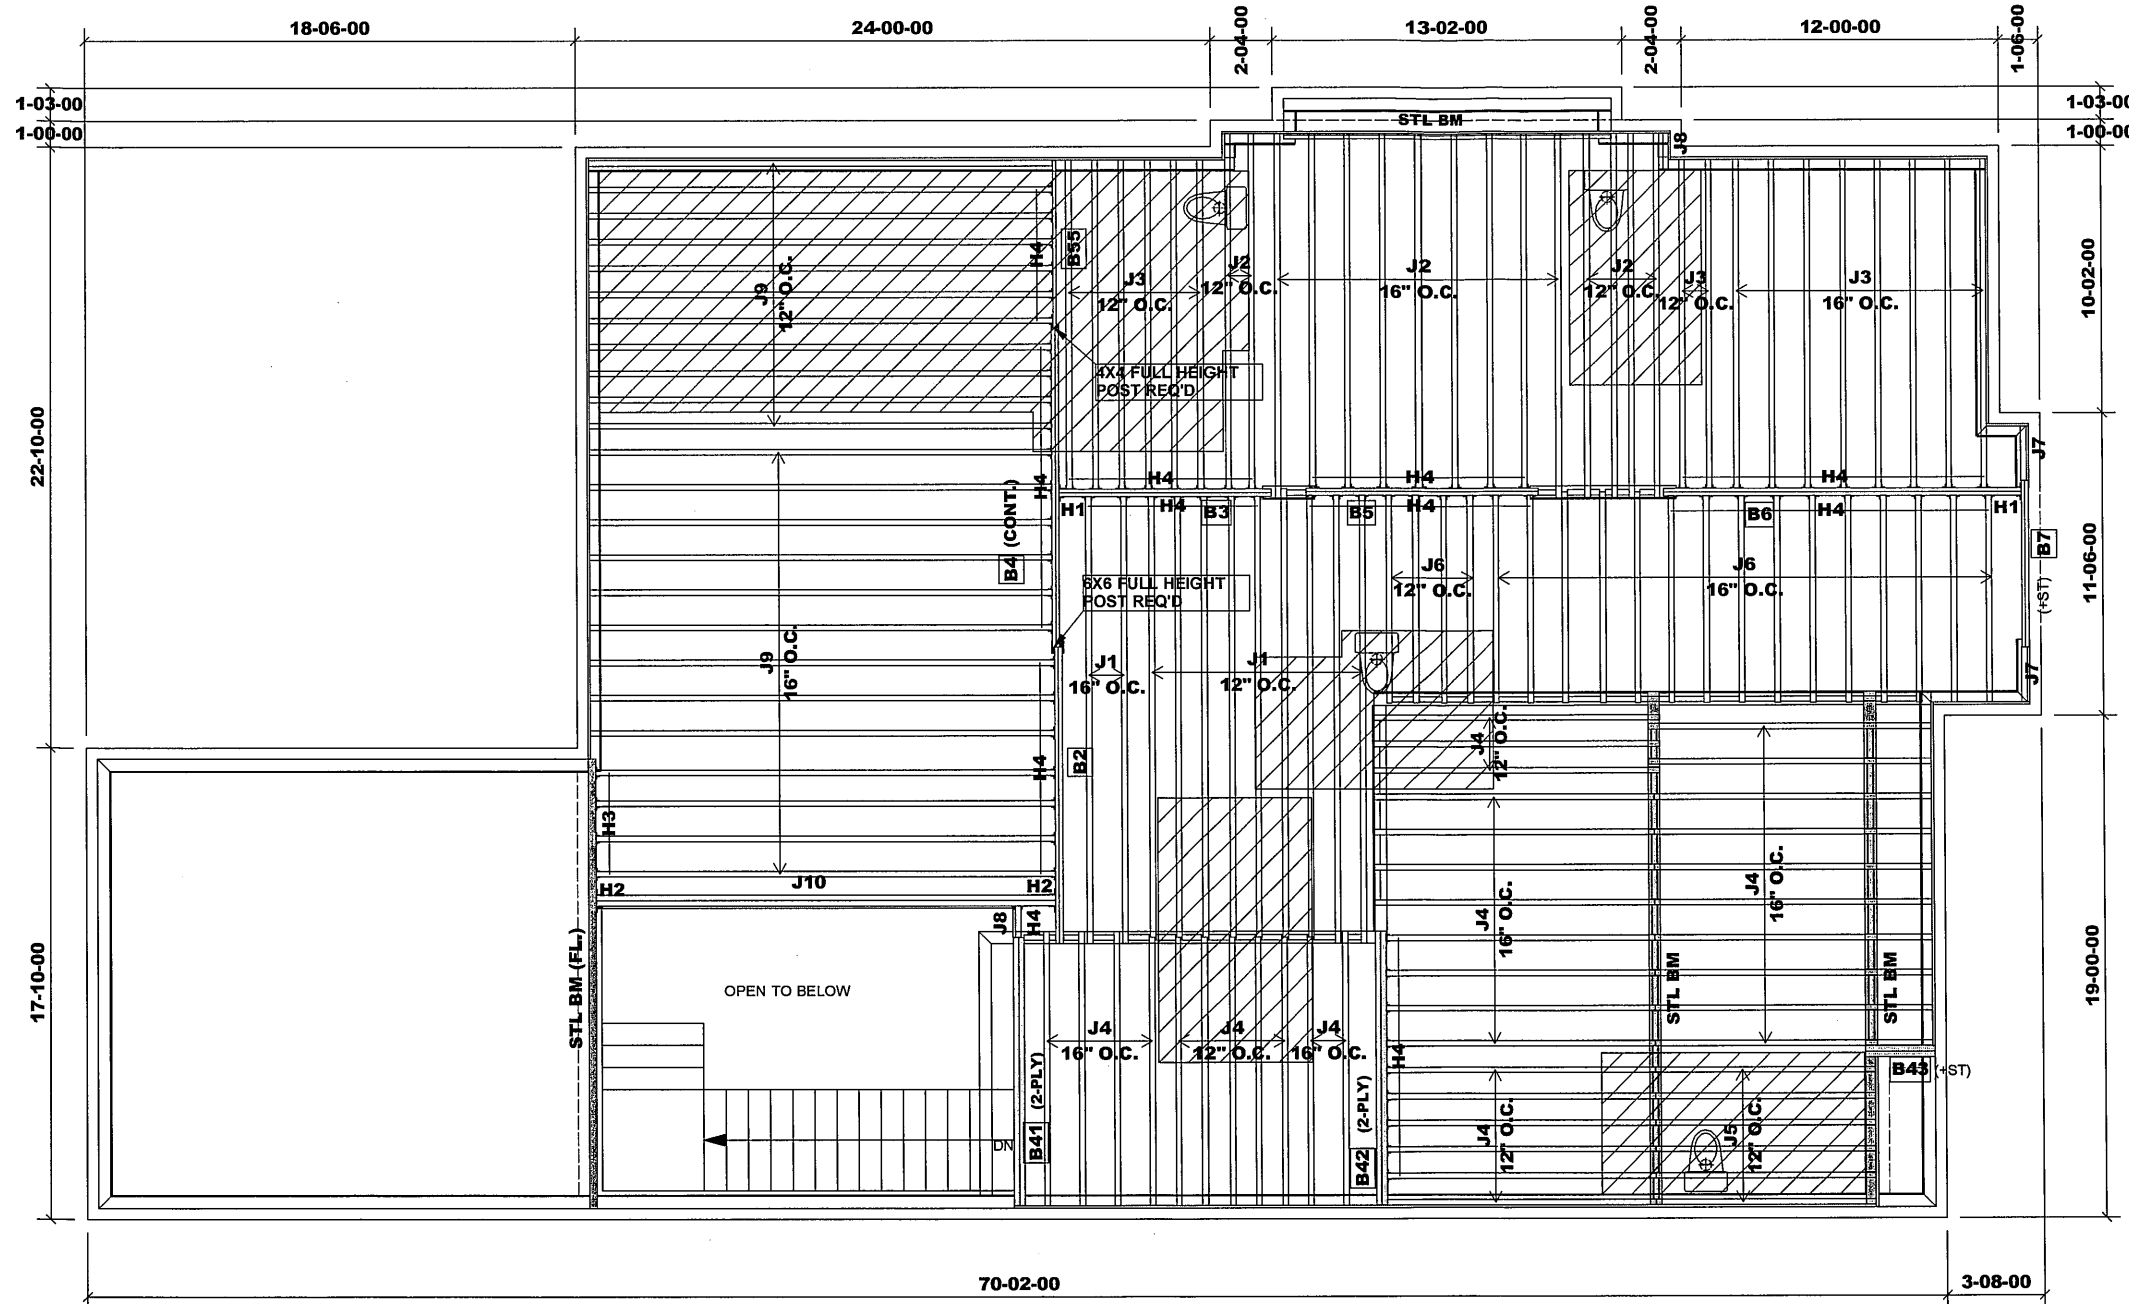 18-06-00
24-00-00
2-04-00
13-02-00
2-04-00
12-00-00
1-06-00
1-03-00
1-00-00
1-03-00
1-00-00
STL BM
J8
22-10-00
10-02-00
J9
12" O.C.
H4
B55
J3
12" O.C.
J2
12" O.C.
J2
16" O.C.
J2
12" O.C.
J3
12" O.C.
J3
16" O.C.
4X4 FULL HEIGHT
POST REQ'D
J7
H4
H4
H4
H4
B4 (CONT.)
H1
H4
B3
B5
H4
B6
H4
H1
B7
(+ST)
11-06-00
6X6 FULL HEIGHT
POST REQ'D
J6
12" O.C.
J6
16" O.C.
J9
16" O.C.
J1
16" O.C.
J1
12" O.C.
J7
H4
B2
J4
12" O.C.
H3
J4
16" O.C.
J4
16" O.C.
H2
J10
H2
J8
H4
17-10-00
STL BM (FL.)
OPEN TO BELOW
J4
16" O.C.
J4
12" O.C.
J4
16" O.C.
H4
STL BM
STL BM
19-00-00
B41 (2-PLY)
B42 (2-PLY)
B43 (+ST)
DN
J4
12" O.C.
J5
12" O.C.
70-02-00
3-08-00